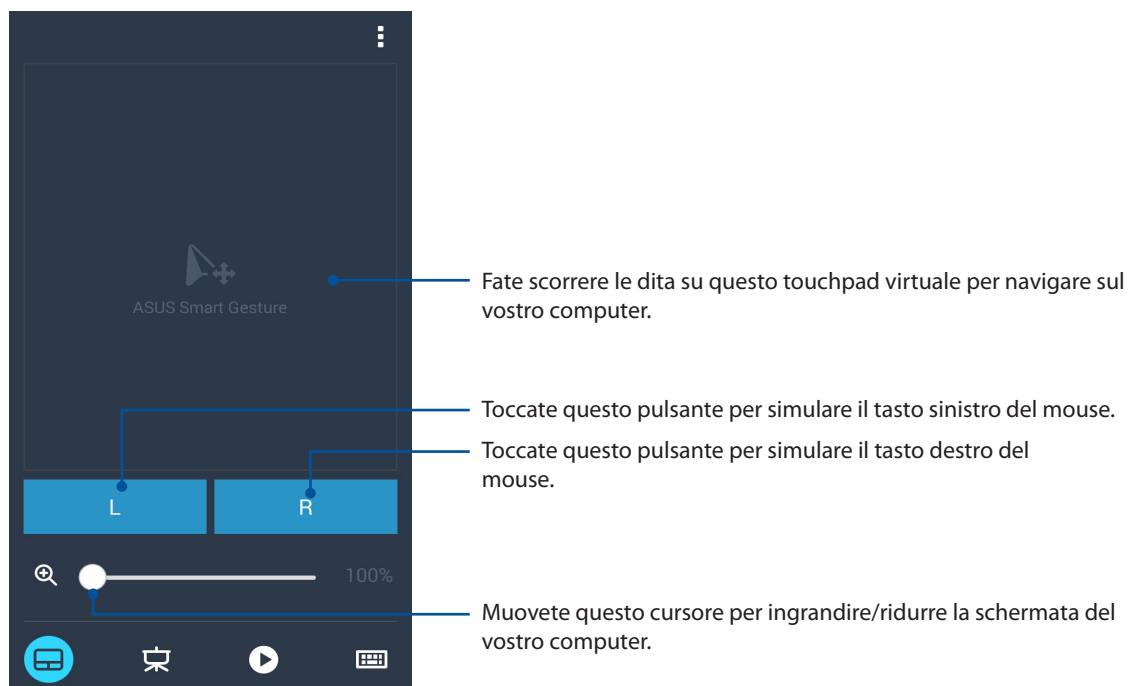 ASUS Smart Gesture
Fate scorrere le dita su questo touchpad virtuale per navigare sul
vostro computer.
Toccate questo pulsante per simulare il tasto sinistro del mouse.
Toccate questo pulsante per simulare il tasto destro del
mouse.
L
R
100%
Muovete questo cursore per ingrandire/ridurre la schermata del
vostro computer.